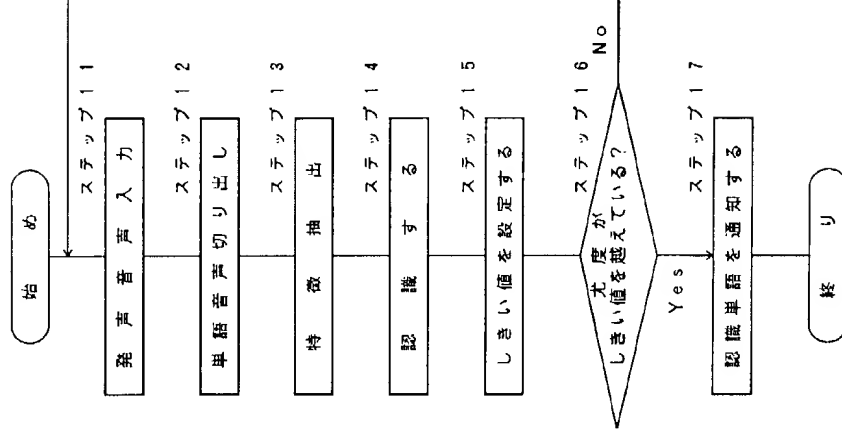 始め
ステップ11
発声音声入力
ステップ12
単語音声切り出し
ステップ13
特徴抽出
ステップ14
認識する
ステップ15
しきい値を設定する
ステップ16
尤度が
しきい値を越えている?
No
Yes
ステップ17
認識単語を通知する
終り